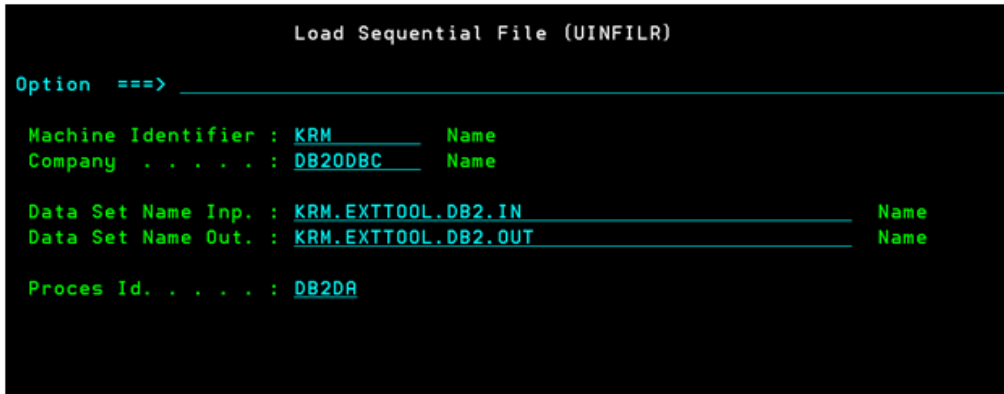 Load Sequential File (UINFILR)
Option ===>
Machine Identifier : KRM Name
Company . . . . . : DB2ODBC Name
Data Set Name Inp. : KRM.EXTTOOL.DB2.IN Name
Data Set Name Out. : KRM.EXTTOOL.DB2.OUT Name
Proces Id. . . . . : DB2DA